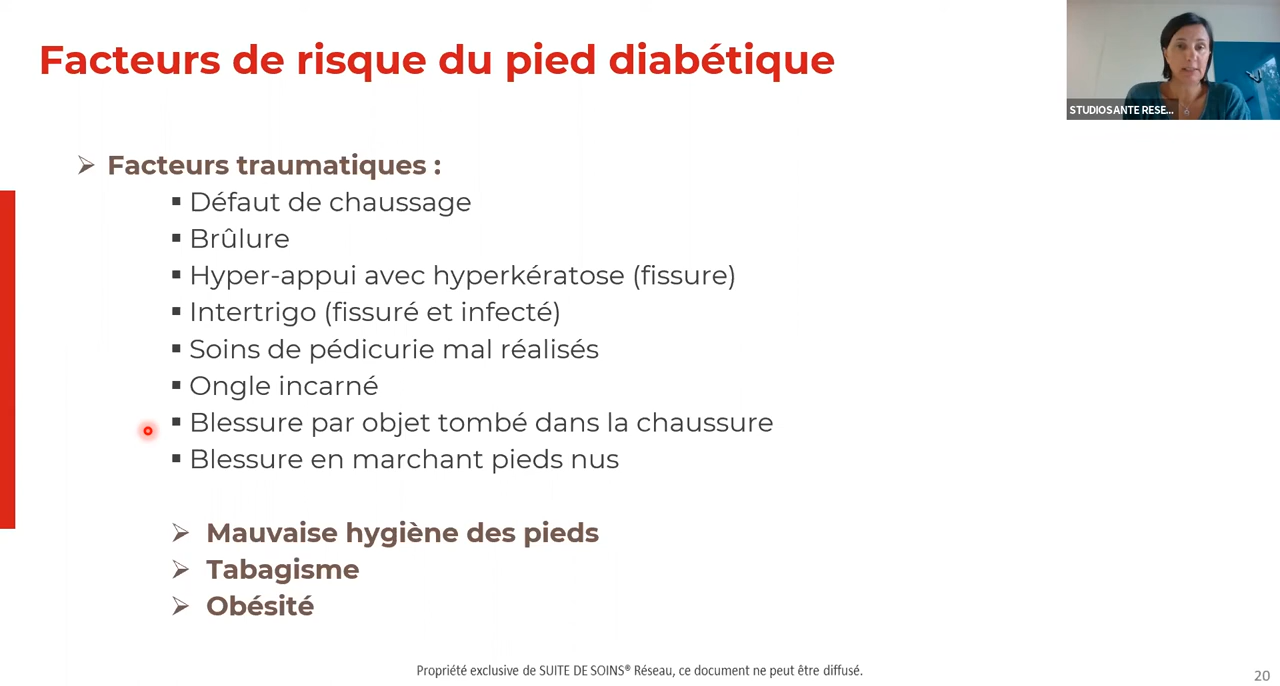 Facteurs de risque du pied diabétique
STUDIOSANTE RESE...
Facteurs traumatiques :
Défaut de chaussage
Brûlure
Hyper-appui avec hyperkératose (fissure)
Intertrigo (fissuré et infecté)
Soins de pédicurie mal réalisés
Ongle incarné
Blessure par objet tombé dans la chaussure
Blessure en marchant pieds nus
Mauvaise hygiène des pieds
Tabagisme
Obésité
Propriété exclusive de SUITE DE SOINS® Réseau, ce document ne peut être diffusé.
20